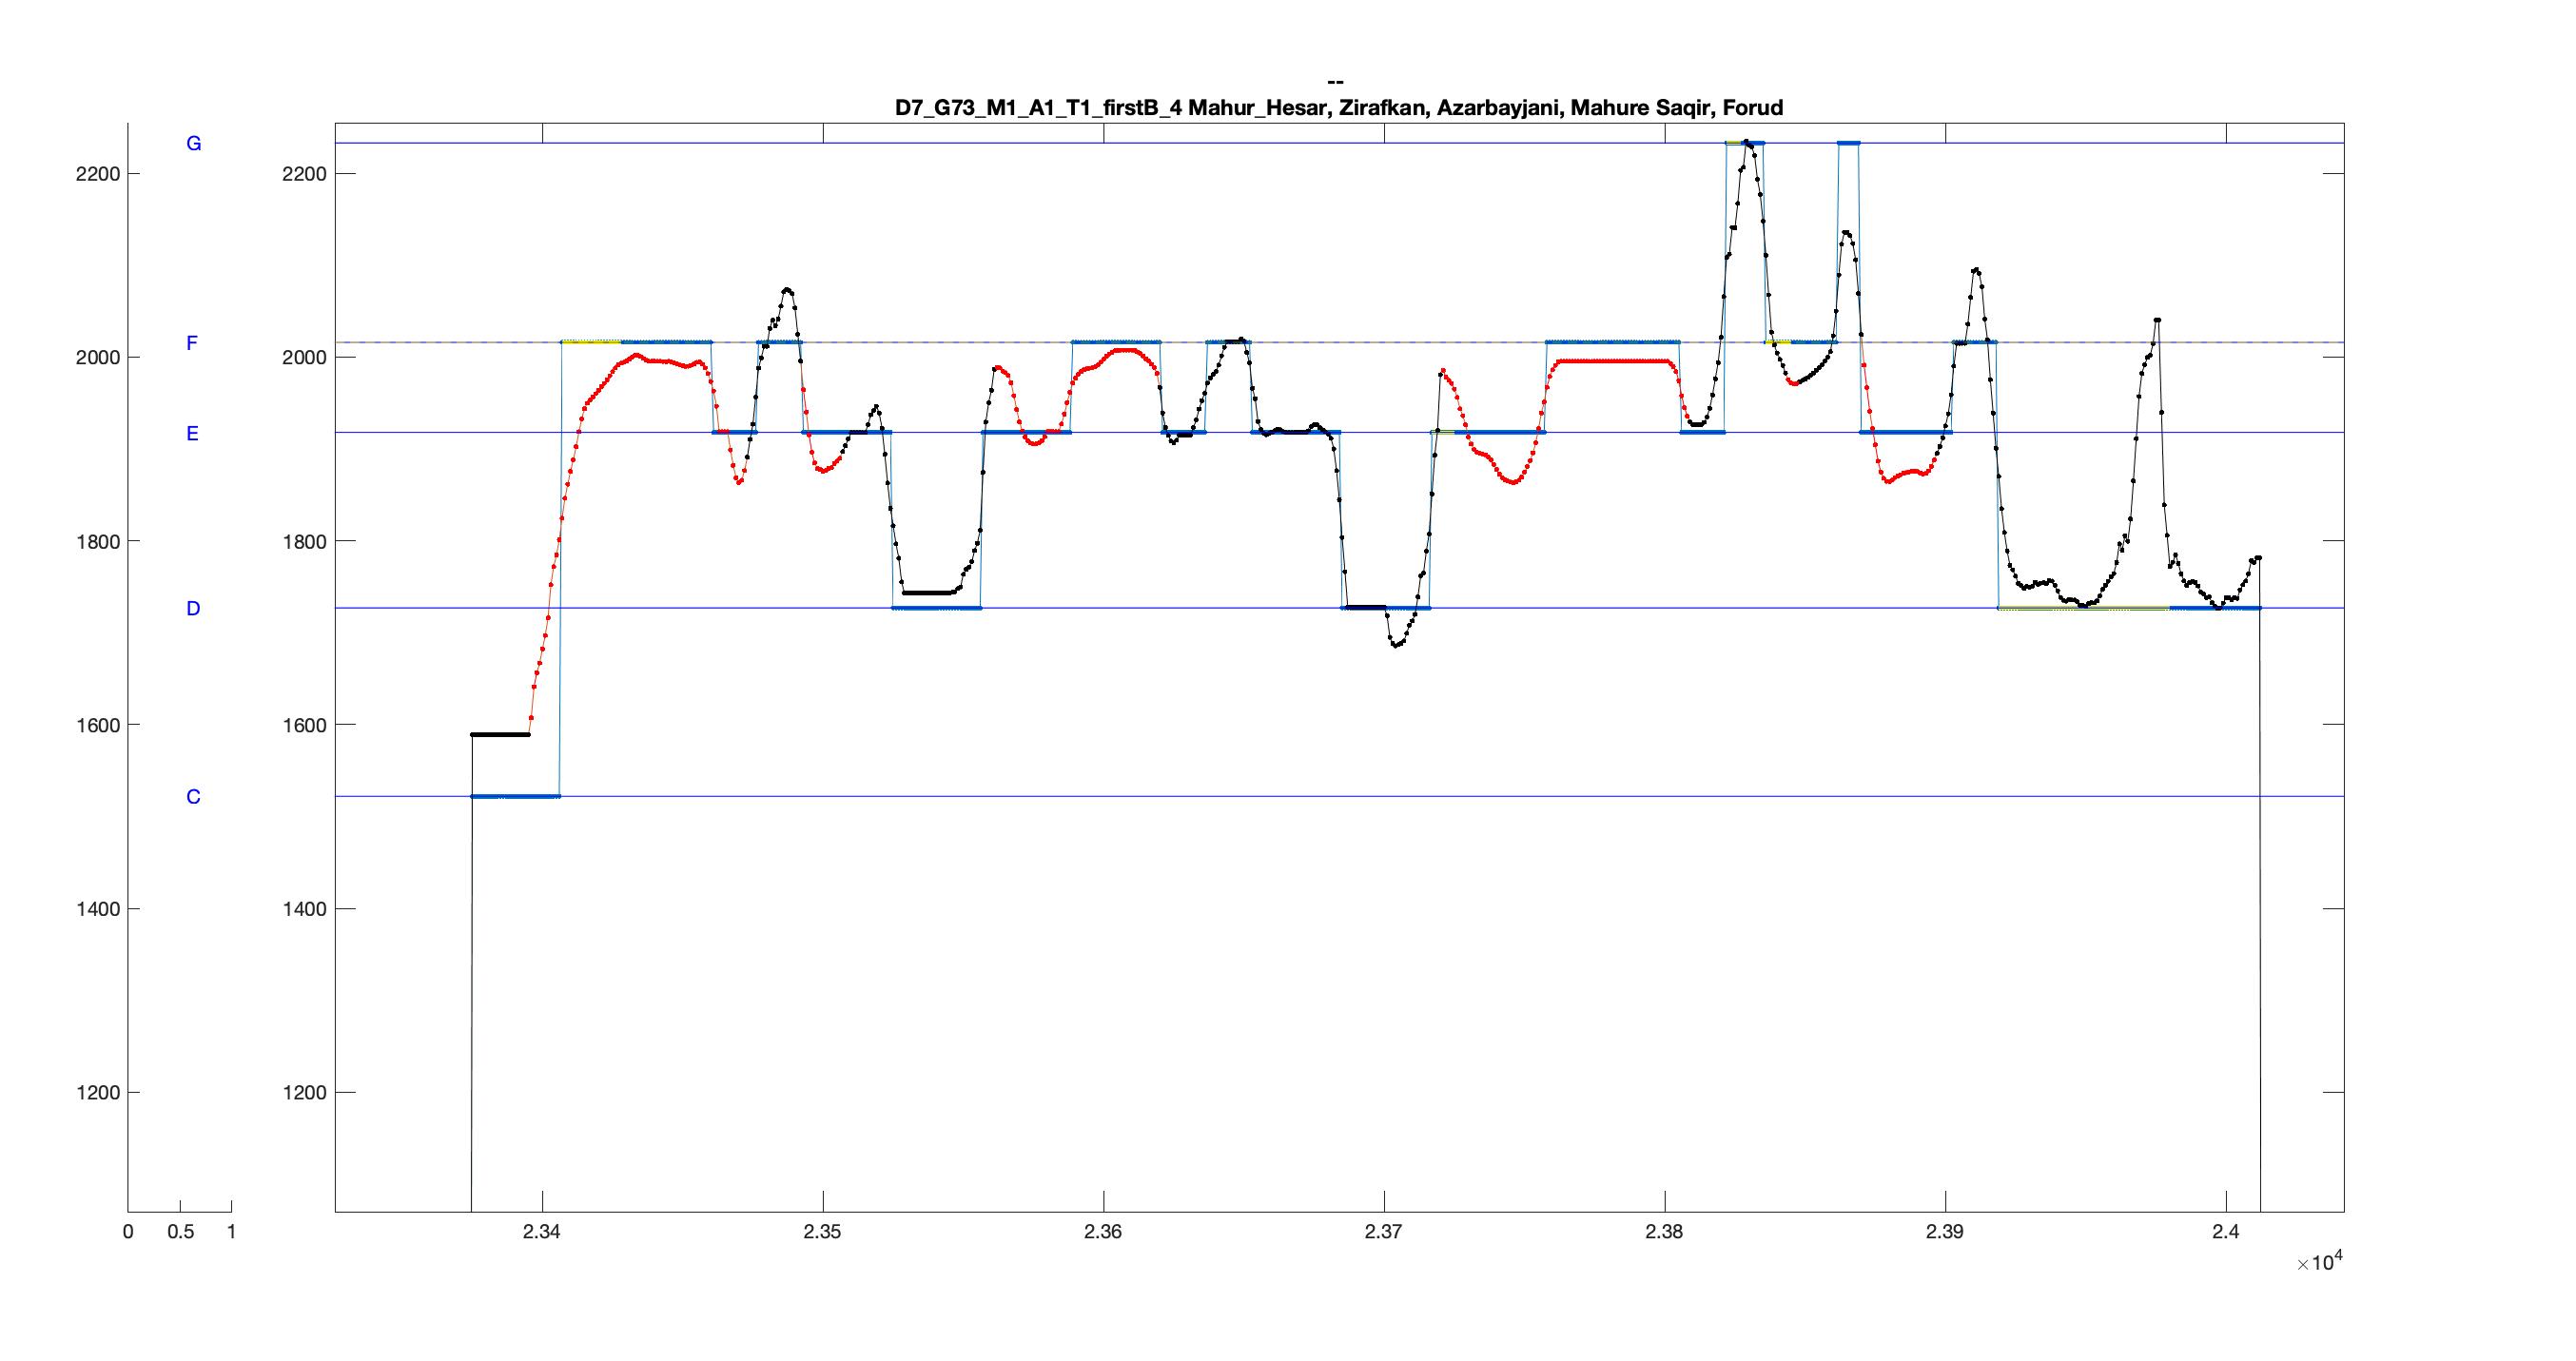 --
D7_G73_M1_A1_T1_firstB_4 Mahur_Hesar, Zirafkan, Azarbayjani, Mahure Saqir, Forud
G
2200 2200
F
2000 2000
E
1800 1800
D
1600 1600
C
1400 1400
1200 1200
0 0.5 1 2.34 2.35 2.36 2.37 2.38 2.39 2.4
×10⁴